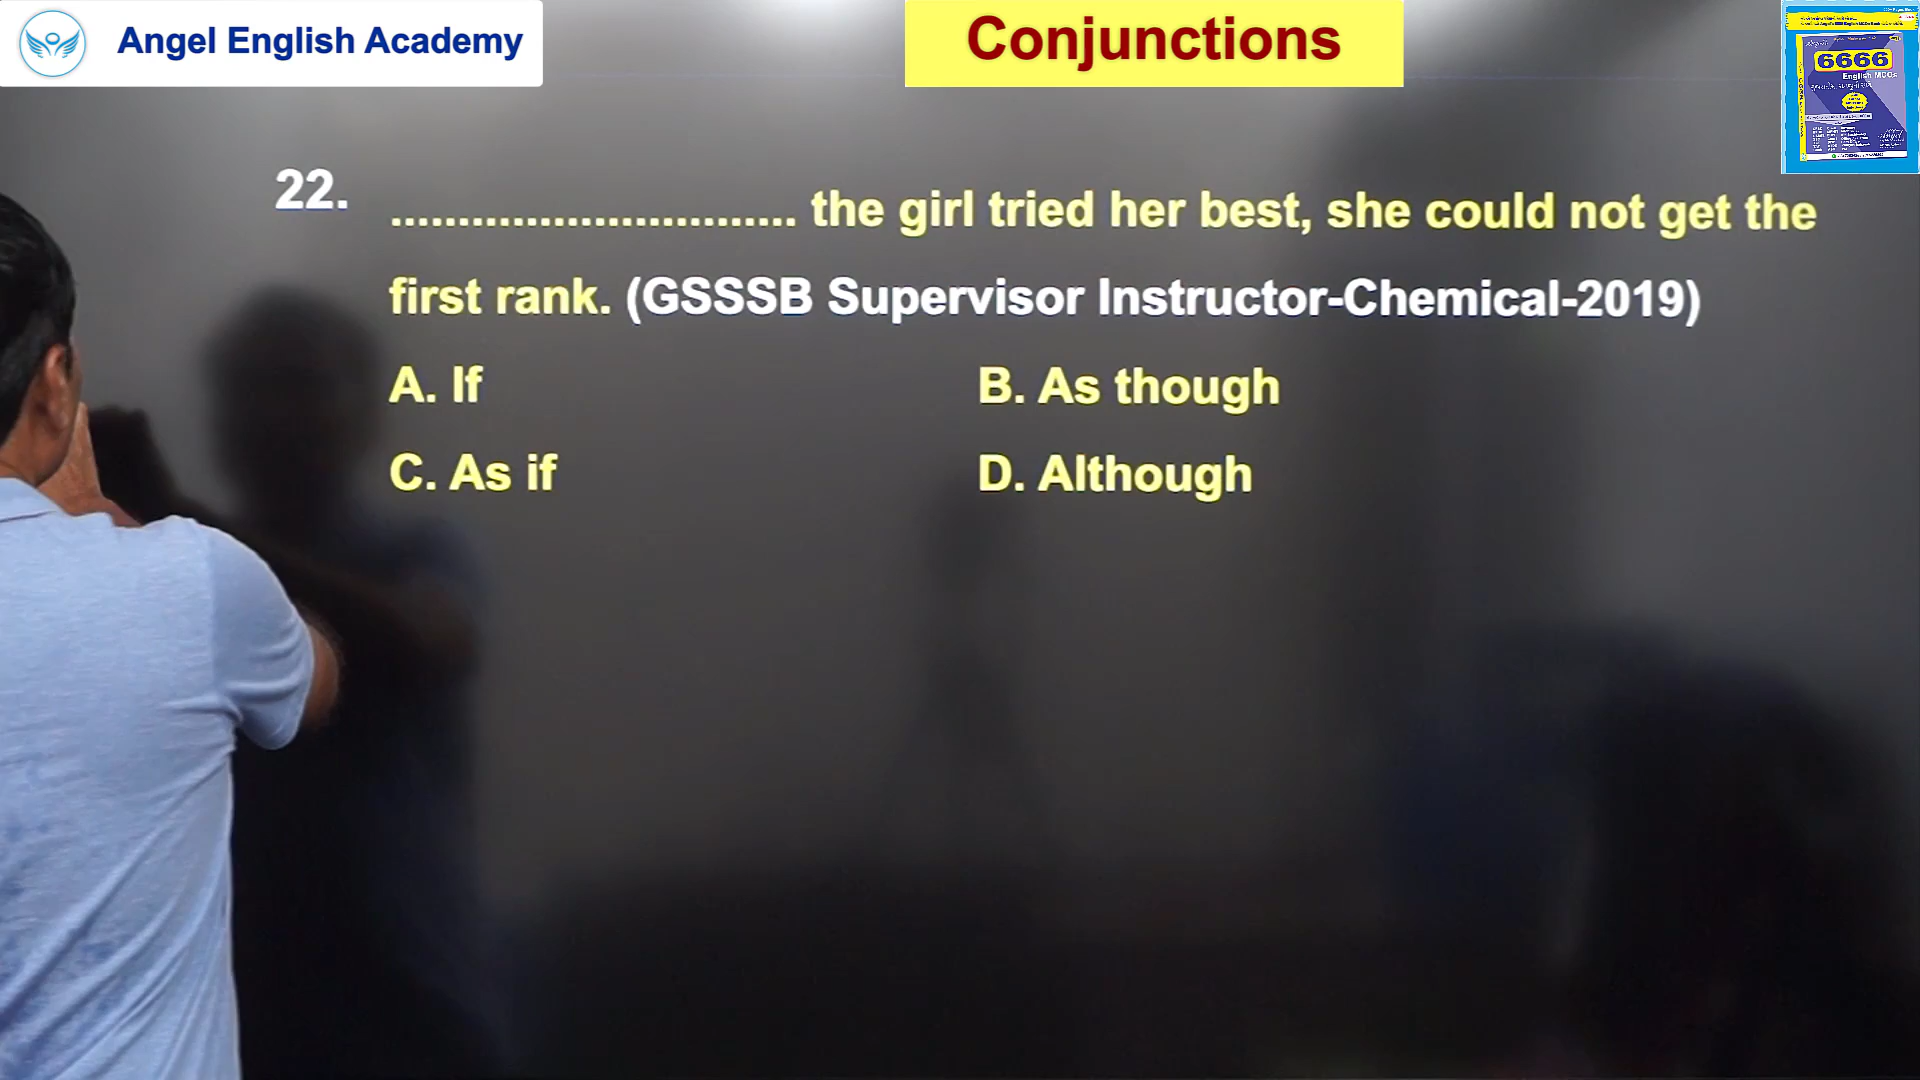 Angel English Academy
Conjunctions
6666
English MCQs
22. .............................. the girl tried her best, she could not get the
first rank. (GSSSB Supervisor Instructor-Chemical-2019)
A. If
B. As though
C. As if
D. Although